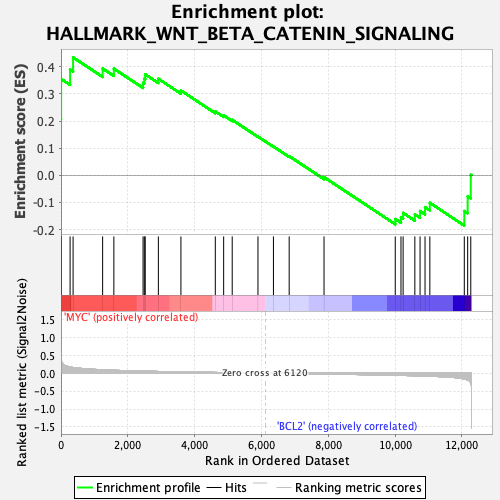 Enrichment plot:
HALLMARK_WNT_BETA_CATENIN_SIGNALING
Enrichment score (ES)
0.4
0.3
0.2
0.1
0.0
-0.1
-0.2
'MYC' (positively correlated)
Ranked list metric (Signal2Noise)
1.5
1.0
0.5
0.0
-0.5
-1.0
-1.5
Zero cross at 6120
'BCL2' (negatively correlated)
0 2,000 4,000 6,000 8,000 10,000 12,000
Rank in Ordered Dataset
Enrichment profile Hits Ranking metric scores